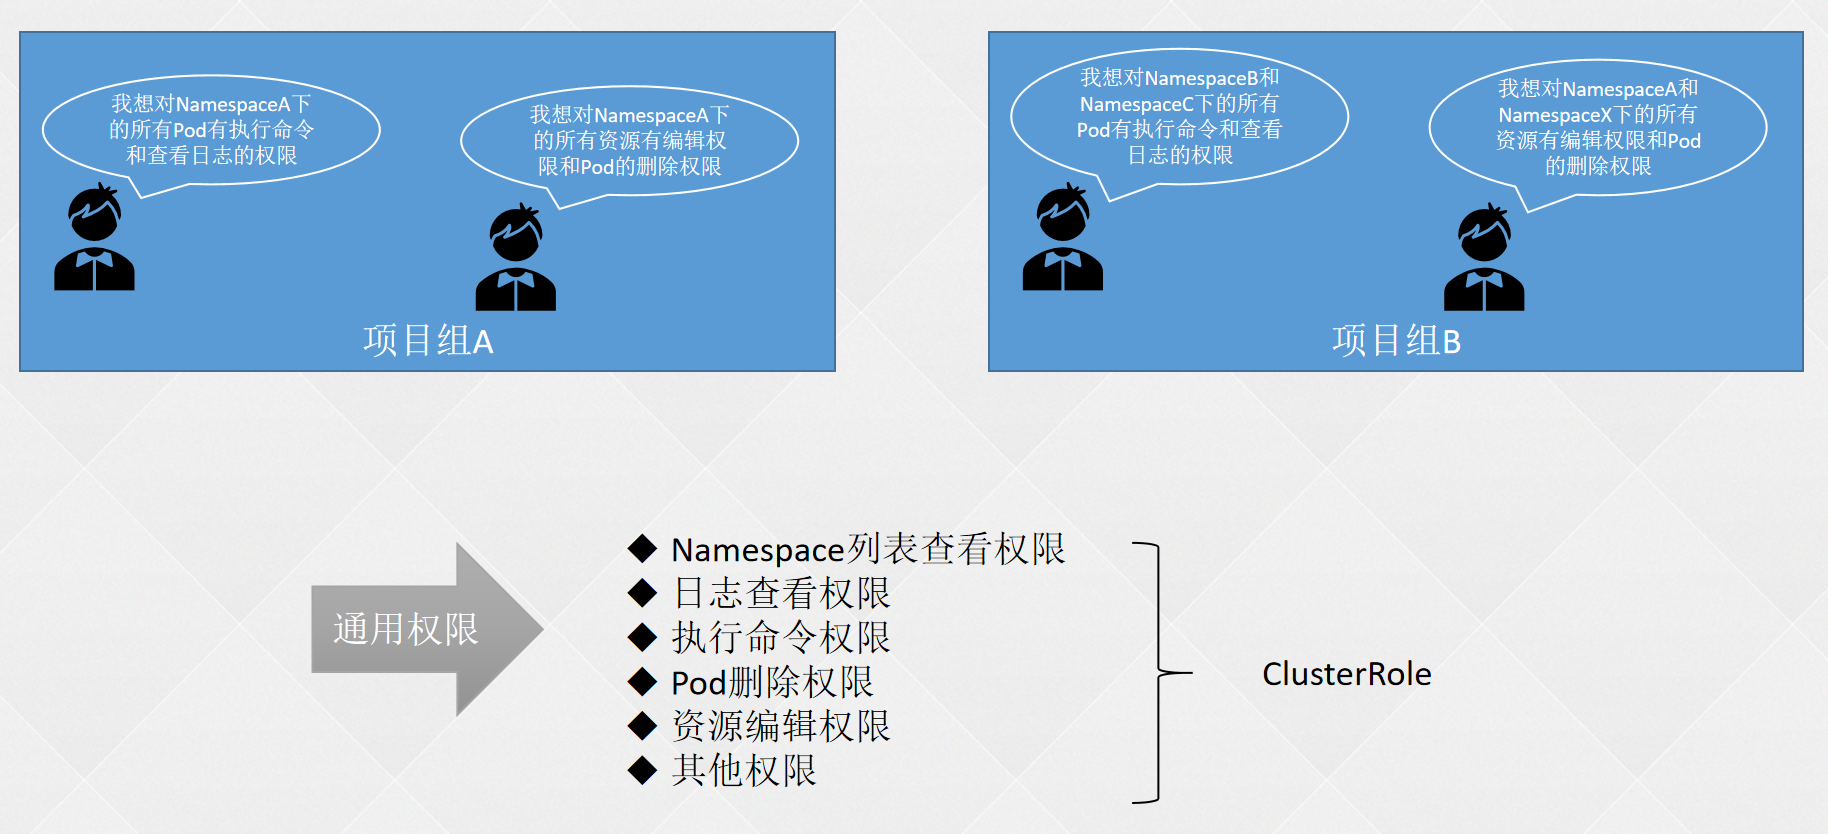 我想对NamespaceA下
的所有Pod有执行命令
和查看日志的权限
我想对NamespaceA下
的所有资源有编辑权
限和Pod的删除权限
项目组A
我想对NamespaceB和
NamespaceC下的所有
Pod有执行命令和查看
日志的权限
我想对NamespaceA和
NamespaceX下的所有
资源有编辑权限和Pod
的删除权限
项目组B
通用权限
◆ Namespace列表查看权限
◆ 日志查看权限
◆ 执行命令权限
◆ Pod删除权限
◆ 资源编辑权限
◆ 其他权限
ClusterRole